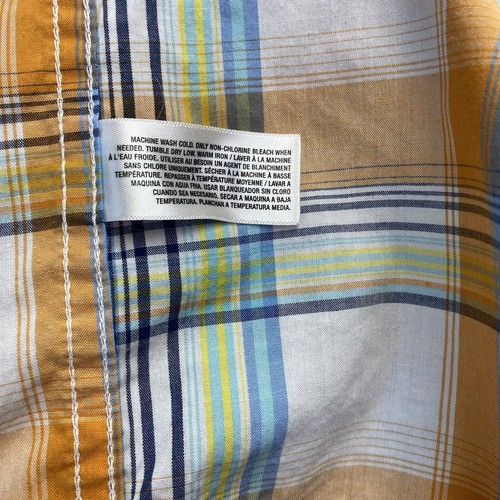 MACHINE WASH COLD. ONLY NON-CHLORINE BLEACH WHEN
NEEDED. TUMBLE DRY LOW. WARM IRON / LAVER À LA MACHINE
À L'EAU FROIDE. UTILISER AU BESOIN UN AGENT DE BLANCHIMENT
SANS CHLORE UNIQUEMENT. SÉCHER À LA MACHINE À BASSE
TEMPÉRATURE. REPASSER À TEMPÉRATURE MOYENNE / LAVAR A
MAQUINA CON AGUA FRIA. USAR BLANQUEADOR SIN CLORO
CUANDO SEA NECESARIO. SECAR A MAQUINA A BAJA
TEMPERATURA. PLANCHAR A TEMPERATURA MEDIA.